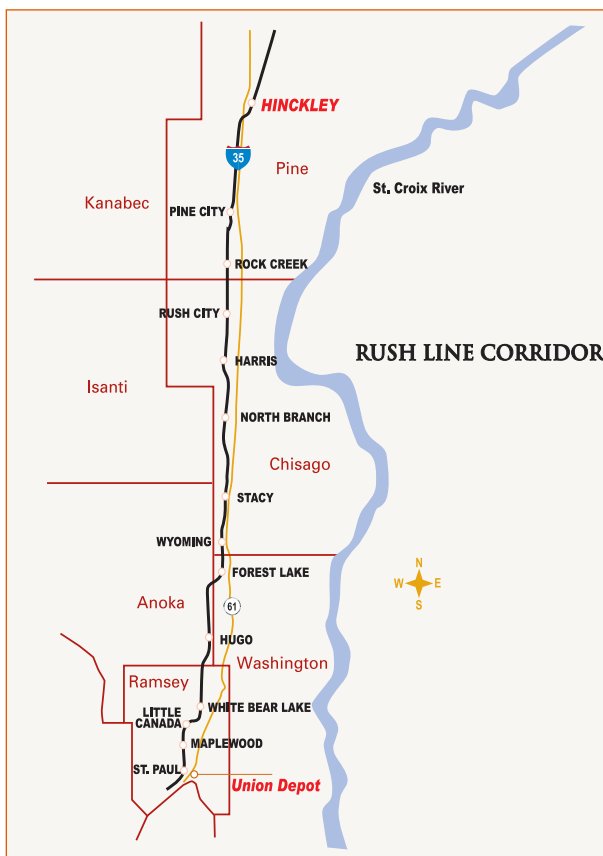 HINCKLEY
35
Pine
St. Croix River
Kanabec
PINE CITY
ROCK CREEK
RUSH CITY
RUSH LINE CORRIDOR
HARRIS
Isanti
NORTH BRANCH
Chisago
STACY
WYOMING
N
FOREST LAKE
W E
S
Anoka
61
HUGO
Washington
Ramsey
WHITE BEAR LAKE
LITTLE
CANADA
MAPLEWOOD
ST. PAUL
Union Depot